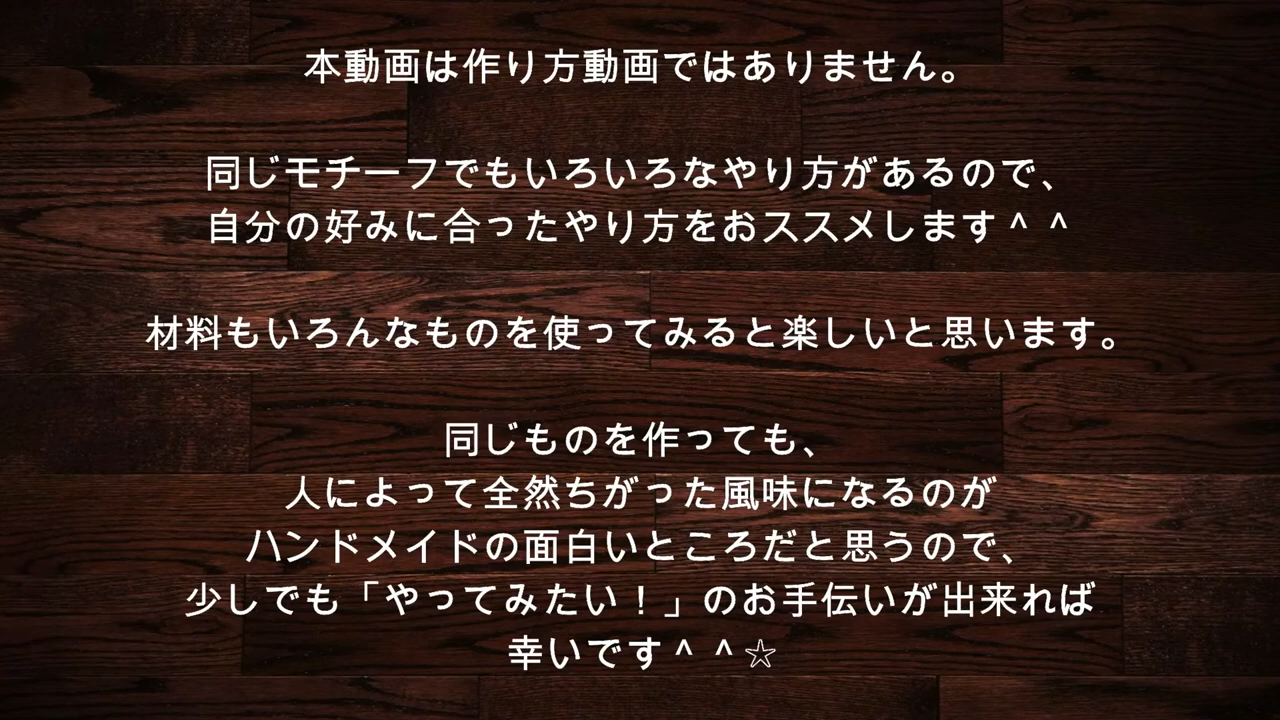 本動画は作り方動画ではありません。
同じモチーフでもいろいろなやり方があるので、
自分の好みに合ったやり方をおススメします＾＾
材料もいろんなものを使ってみると楽しいと思います。
同じものを作っても、
人によって全然ちがった風味になるのが
ハンドメイドの面白いところだと思うので、
少しでも「やってみたい！」のお手伝いが出来れば
幸いです＾＾☆